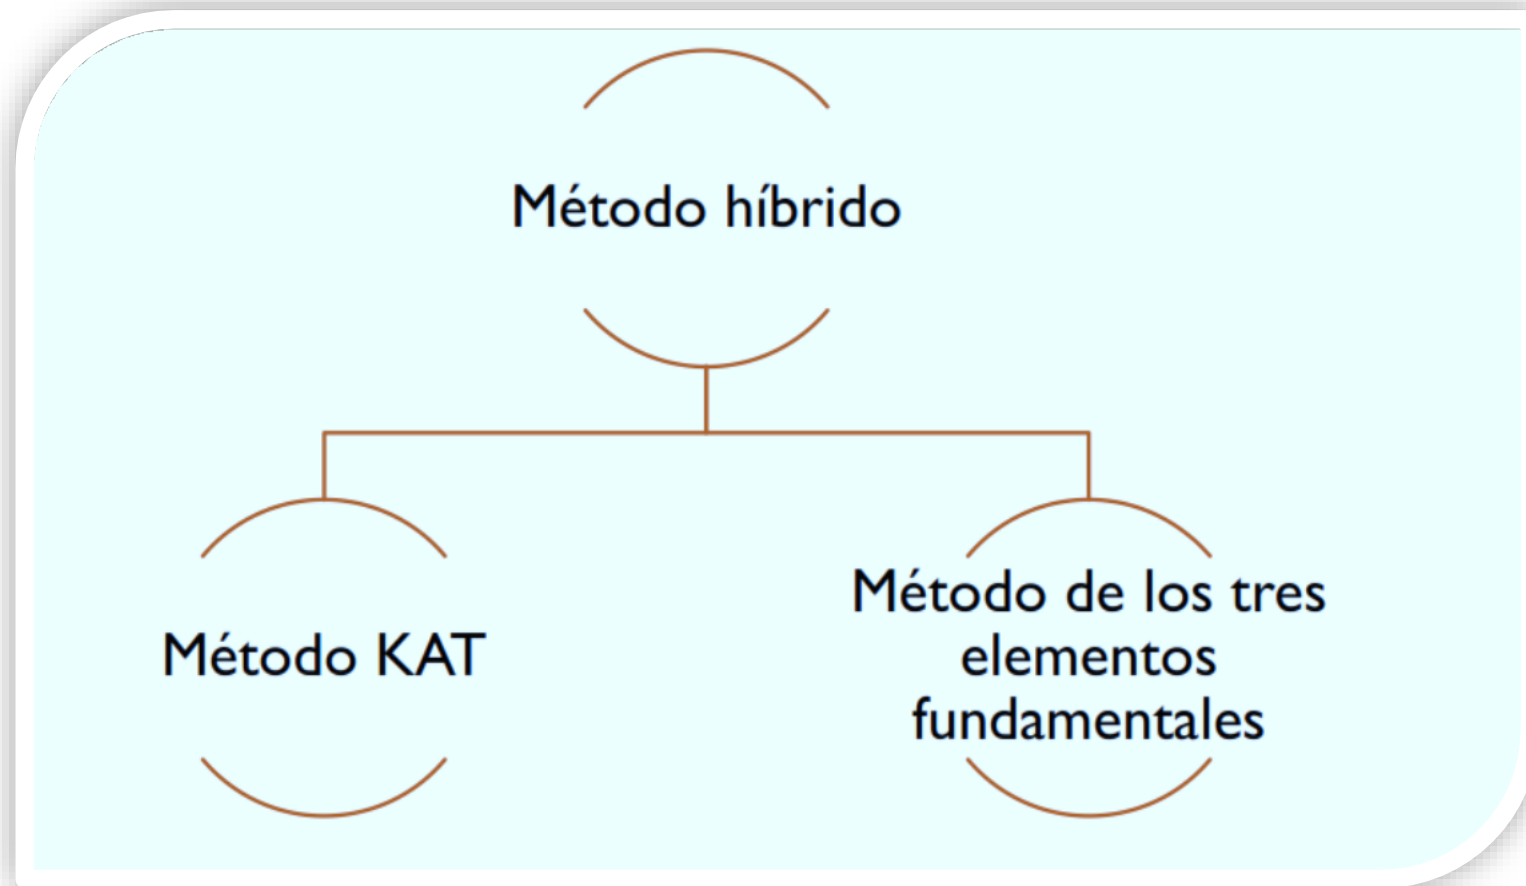 Método híbrido
Método KAT
Método de los tres
elementos
fundamentales